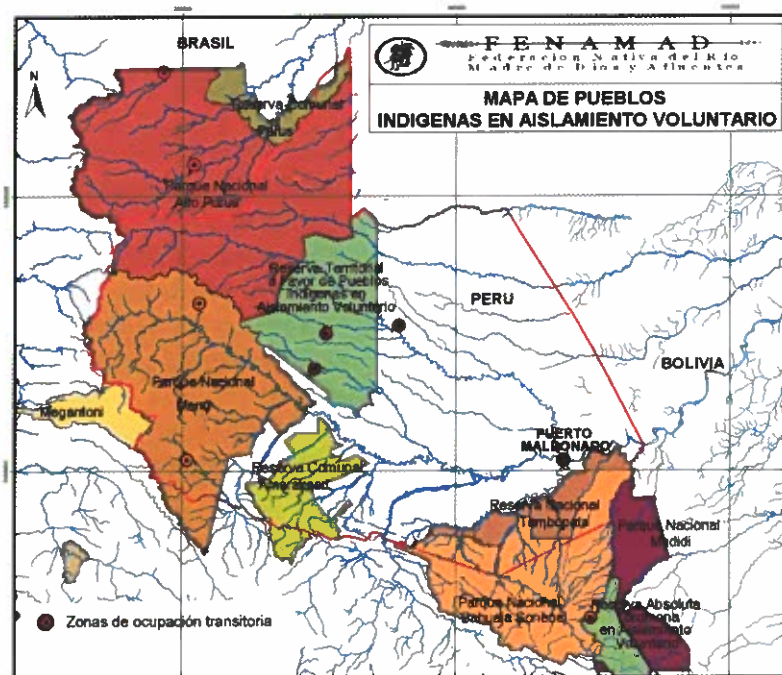 BRASIL
FENAMAD
Federación Nativa del Río
Madre de Dios y Afluentes
MAPA DE PUEBLOS
INDIGENAS EN AISLAMIENTO VOLUNTARIO
N
Reserva Comunal
Purus
Parque Nacional
Alto Purus
Reserva Territorial
a Favor de Pueblos
Indigenas en
Aislamiento Voluntario
PERU
BOLIVIA
Parque Nacional
Manu
Megantoni
PUERTO
MALDONADO
Reserva Comunal
Reserva Nacional
Tambopata
Parque Nacional
Madidi
Parque Nacional
Bahuaja Sonene
Reserva Absoluta
en Aislamiento
Voluntario
Zonas de ocupación transitoria